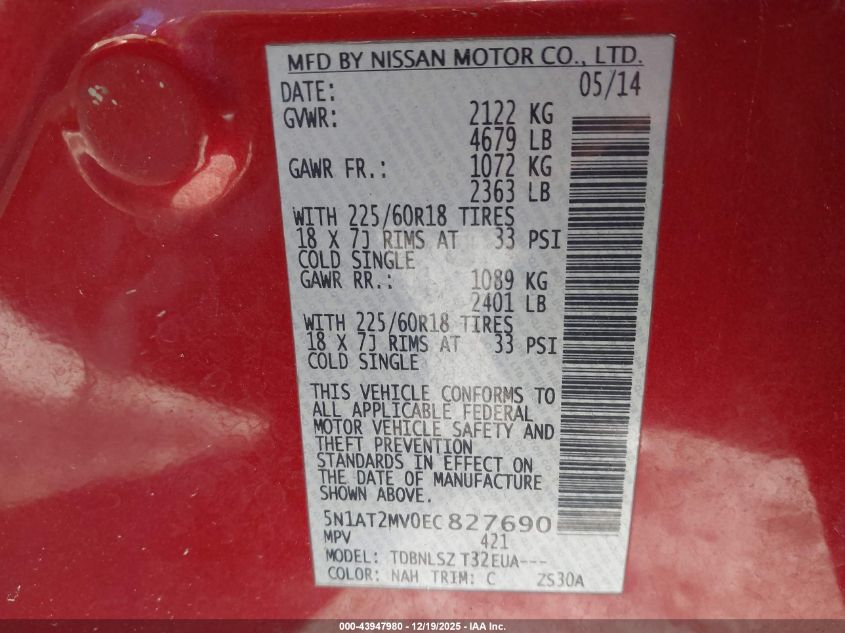 MFD BY NISSAN MOTOR CO., LTD.
DATE: 05/14
GVWR: 2122 KG
4679 LB
GAWR FR.: 1072 KG
2363 LB
WITH 225/60R18 TIRES
18 X 7J RIMS AT 33 PSI
COLD SINGLE
GAWR RR.: 1089 KG
2401 LB
WITH 225/60R18 TIRES
18 X 7J RIMS AT 33 PSI
COLD SINGLE
THIS VEHICLE CONFORMS TO
ALL APPLICABLE FEDERAL
MOTOR VEHICLE SAFETY AND
THEFT PREVENTION
STANDARDS IN EFFECT ON
THE DATE OF MANUFACTURE
SHOWN ABOVE.
5N1AT2MV0EC827690
MPV 421
MODEL: TDBNLSZ T32EUA---
COLOR: NAH TRIM: C ZS30A
000-43947980 - 12/19/2025 - IAA Inc.